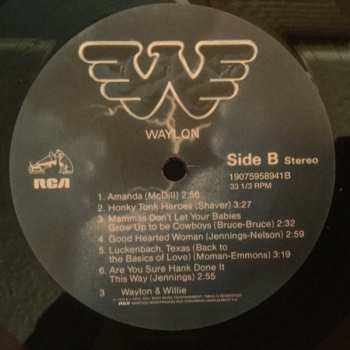 WAYLON
Side B Stereo
19075958941B
33 1/3 RPM
RCA
1. Amanda (McDill) 2:56
2. Honky Tonk Heroes (Shaver) 3:27
3. Mammas Don't Let Your Babies
Grow Up to be Cowboys (Bruce-Bruce) 2:32
4. Good Hearted Woman (Jennings-Nelson) 2:59
5. Luckenbach, Texas (Back to
the Basics of Love) (Moman-Emmons) 3:19
6. Are You Sure Hank Done It
This Way (Jennings) 2:55
3 Waylon & Willie